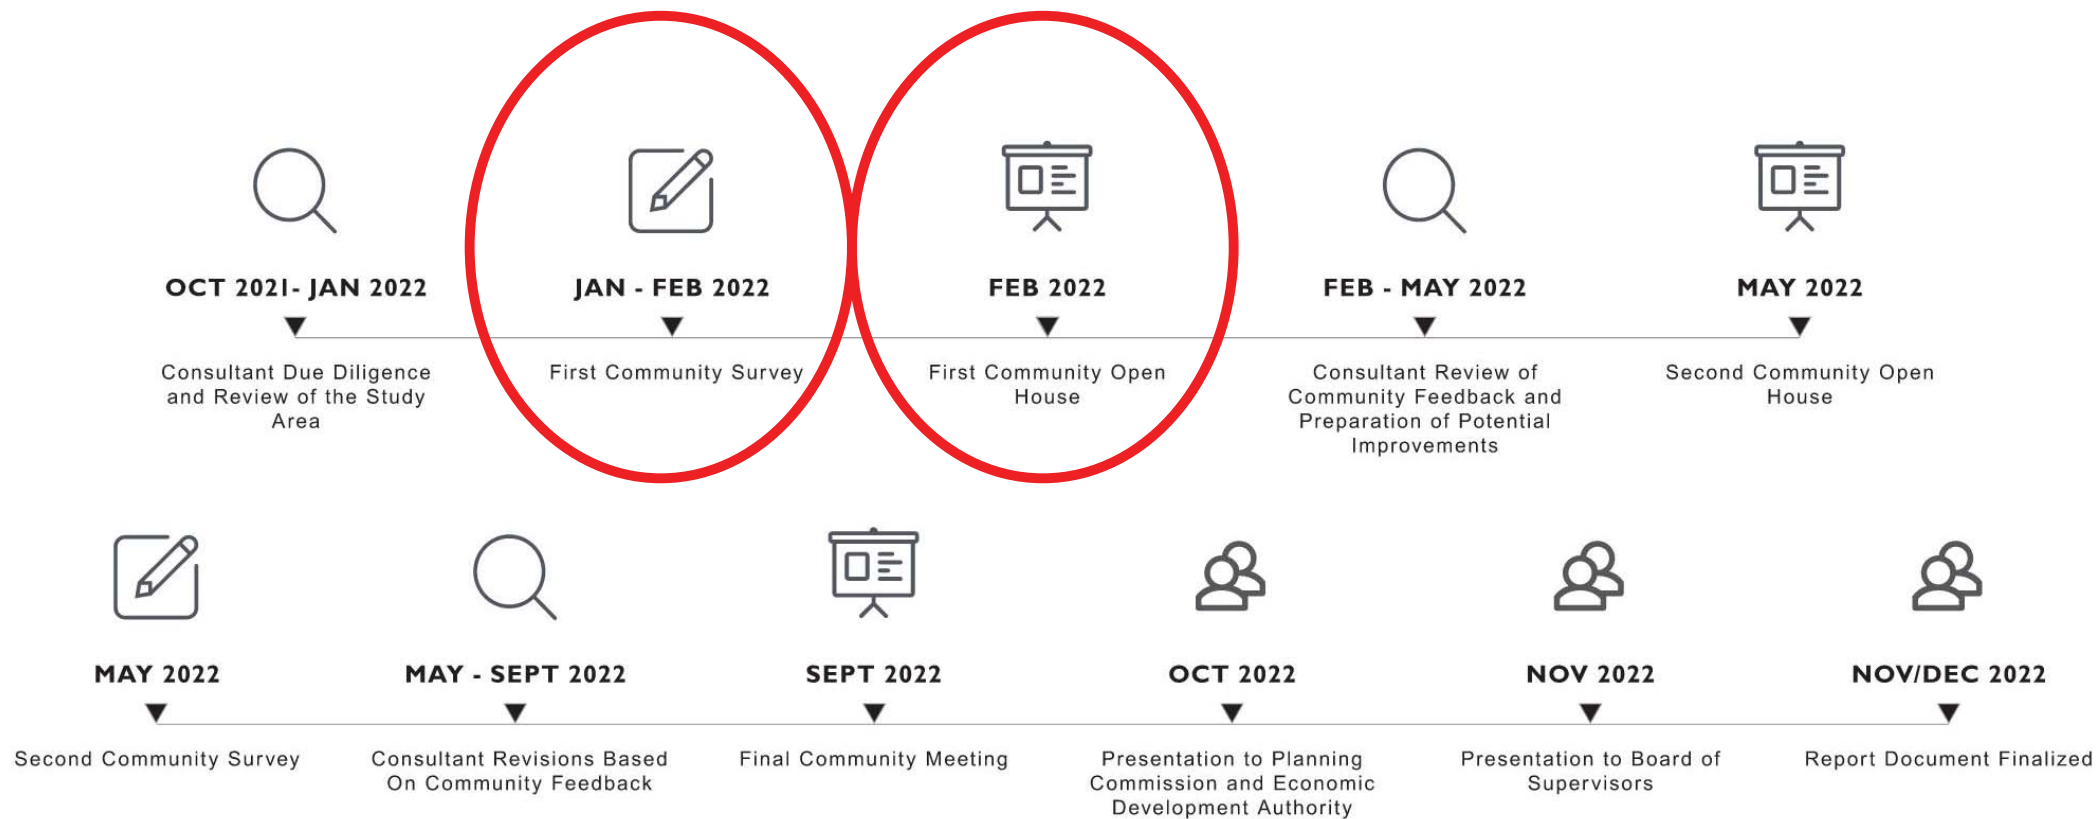 OCT 2021- JAN 2022
JAN - FEB 2022
FEB 2022
FEB - MAY 2022
MAY 2022
Consultant Due Diligence
and Review of the Study
Area
First Community Survey
First Community Open
House
Consultant Review of
Community Feedback and
Preparation of Potential
Improvements
Second Community Open
House
MAY 2022
MAY - SEPT 2022
SEPT 2022
OCT 2022
NOV 2022
NOV/DEC 2022
Second Community Survey
Consultant Revisions Based
On Community Feedback
Final Community Meeting
Presentation to Planning
Commission and Economic
Development Authority
Presentation to Board of
Supervisors
Report Document Finalized